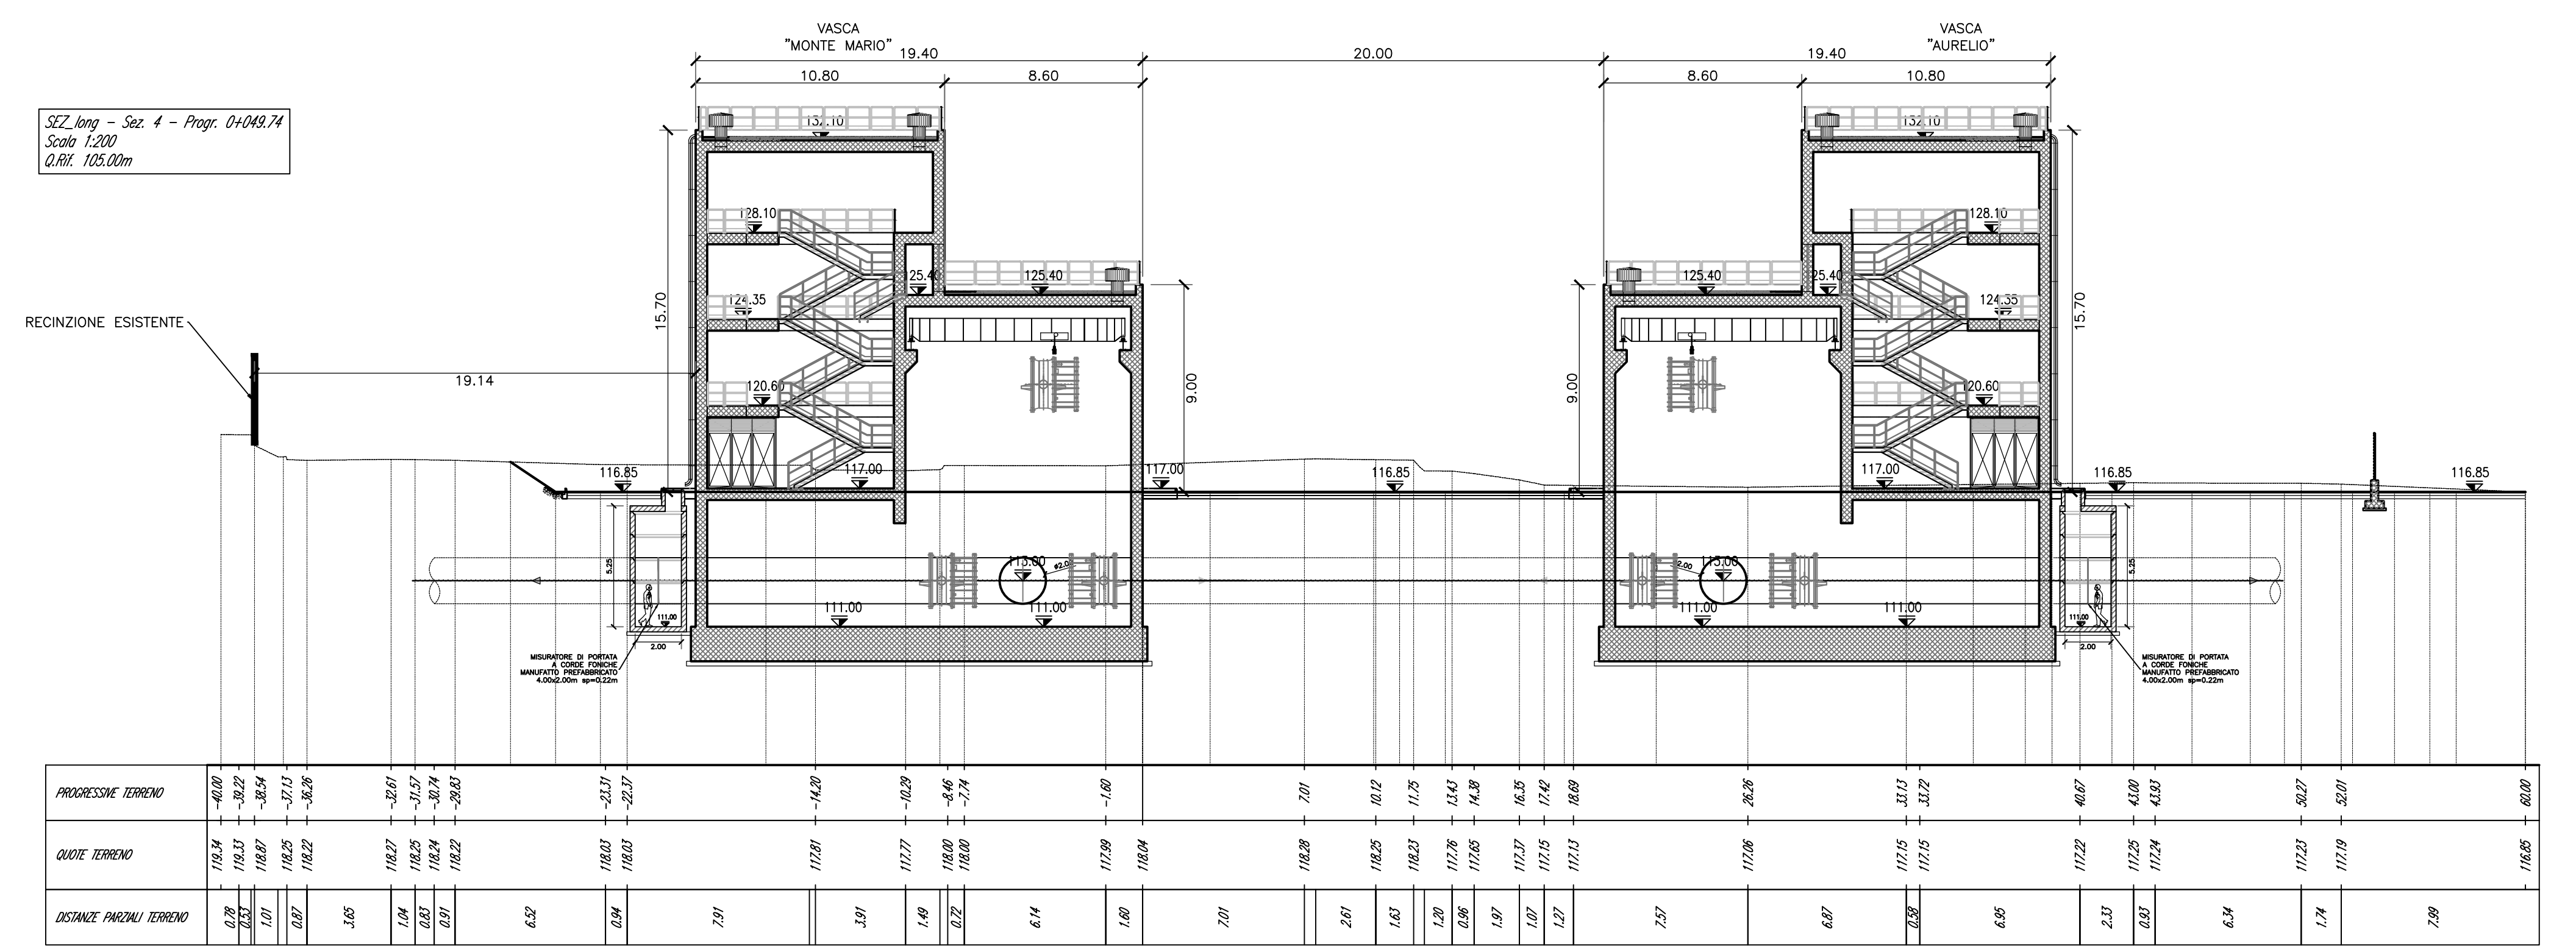 VASCA
"MONTE MARIO"
VASCA
"AURELIO"
19.40
20.00
19.40
10.80
8.60
8.60
10.80
SEZ_long - Sez. 4 - Progr. 0+049.74
Scala 1:200
Q.Rif. 105.00m
132.10
132.10
128.10
128.10
125.40
125.40
125.40
25.40
124.35
124.35
15.70
15.70
RECINZIONE ESISTENTE
19.14
9.00
9.00
120.60
120.60
116.85
117.00
117.00
116.85
117.00
116.85
116.85
5.25
113.00
ø2.0
2.00
113.00
5.25
111.00
111.00
111.00
111.00
111.00
111.00
2.00
2.00
MISURATORE DI PORTATA
A CORDE FONICHE
MANUFATTO PREFABBRICATO
4.00x2.00m sp=0.22m
MISURATORE DI PORTATA
A CORDE FONICHE
MANUFATTO PREFABBRICATO
4.00x2.00m sp=0.22m
PROGRESSIVE TERRENO -40.00 -39.22 -38.54 -37.13 -36.26 -32.61 -31.57 -30.74 -29.83 -23.31 -22.37 -14.20 -10.29 -8.46 -7.74 -1.60 7.01 10.12 11.75 13.43 14.38 16.35 17.42 18.69 26.26 33.13 33.72 40.67 43.00 43.93 50.27 52.01 60.00
QUOTE TERRENO 119.34 119.33 118.87 118.25 118.22 118.27 118.25 118.24 118.22 118.03 118.03 117.81 117.77 118.00 118.00 117.99 118.04 118.28 118.25 118.23 117.76 117.65 117.37 117.15 117.13 117.06 117.15 117.15 117.22 117.25 117.24 117.23 117.19 116.85
DISTANZE PARZIALI TERRENO 0.78 0.53 1.01 0.87 3.65 1.04 0.83 0.91 6.52 0.94 7.91 3.91 1.49 0.72 6.14 1.60 7.01 2.61 1.63 1.20 0.96 1.97 1.07 1.27 7.57 6.87 0.58 6.95 2.33 0.93 6.34 1.74 7.99